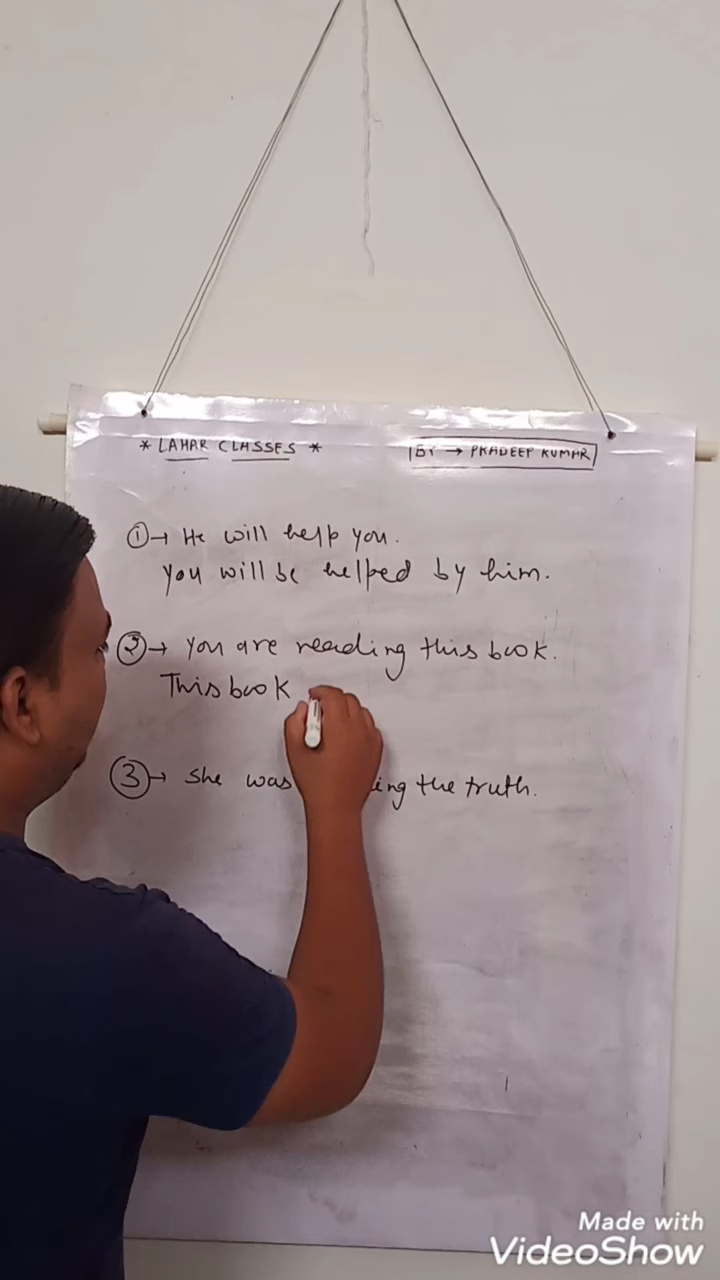 * LAHAR CLASSES *
BY → PRADEEP KUMAR
①→ He will help you.
You will be helped by him.
②→ You are reading this book.
This book
③→ She was ing the truth.
Made with
VideoShow